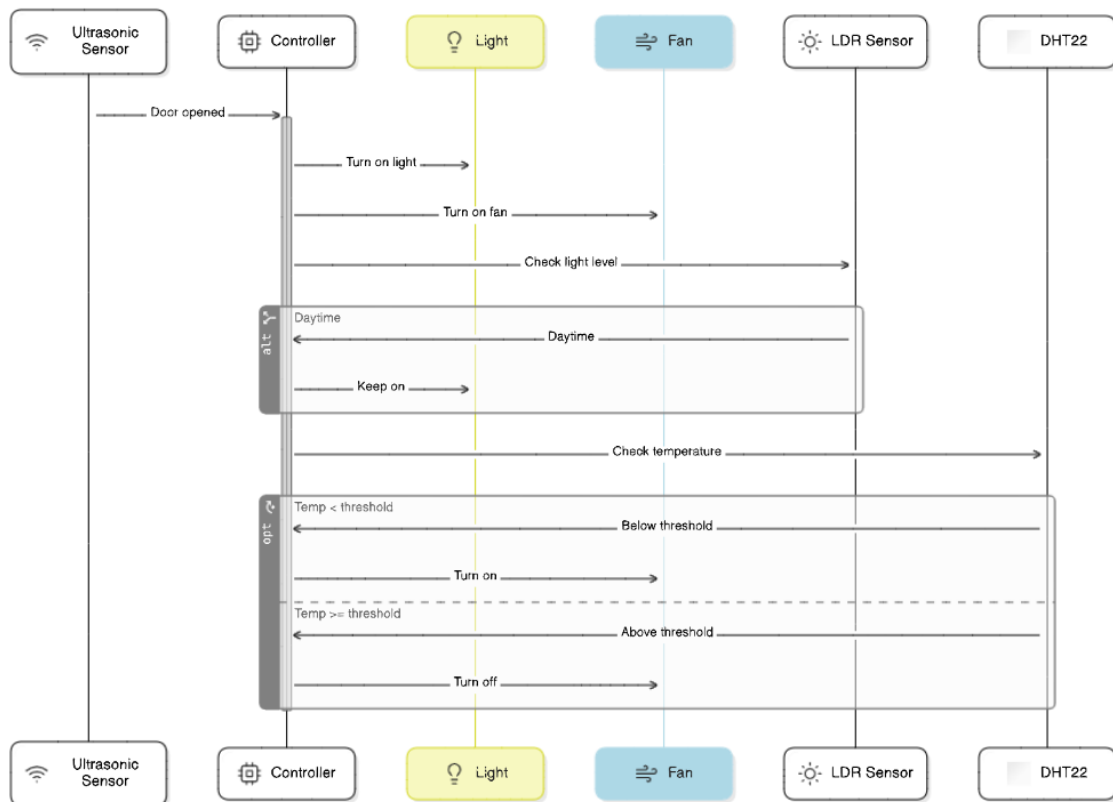 Ultrasonic
Sensor
Controller
Light
Fan
LDR Sensor
DHT22
Door opened
Turn on light
Turn on fan
Check light level
alt
Daytime
Daytime
Keep on
Check temperature
opt
Temp < threshold
Below threshold
Turn on
Temp >= threshold
Above threshold
Turn off
Ultrasonic
Sensor
Controller
Light
Fan
LDR Sensor
DHT22